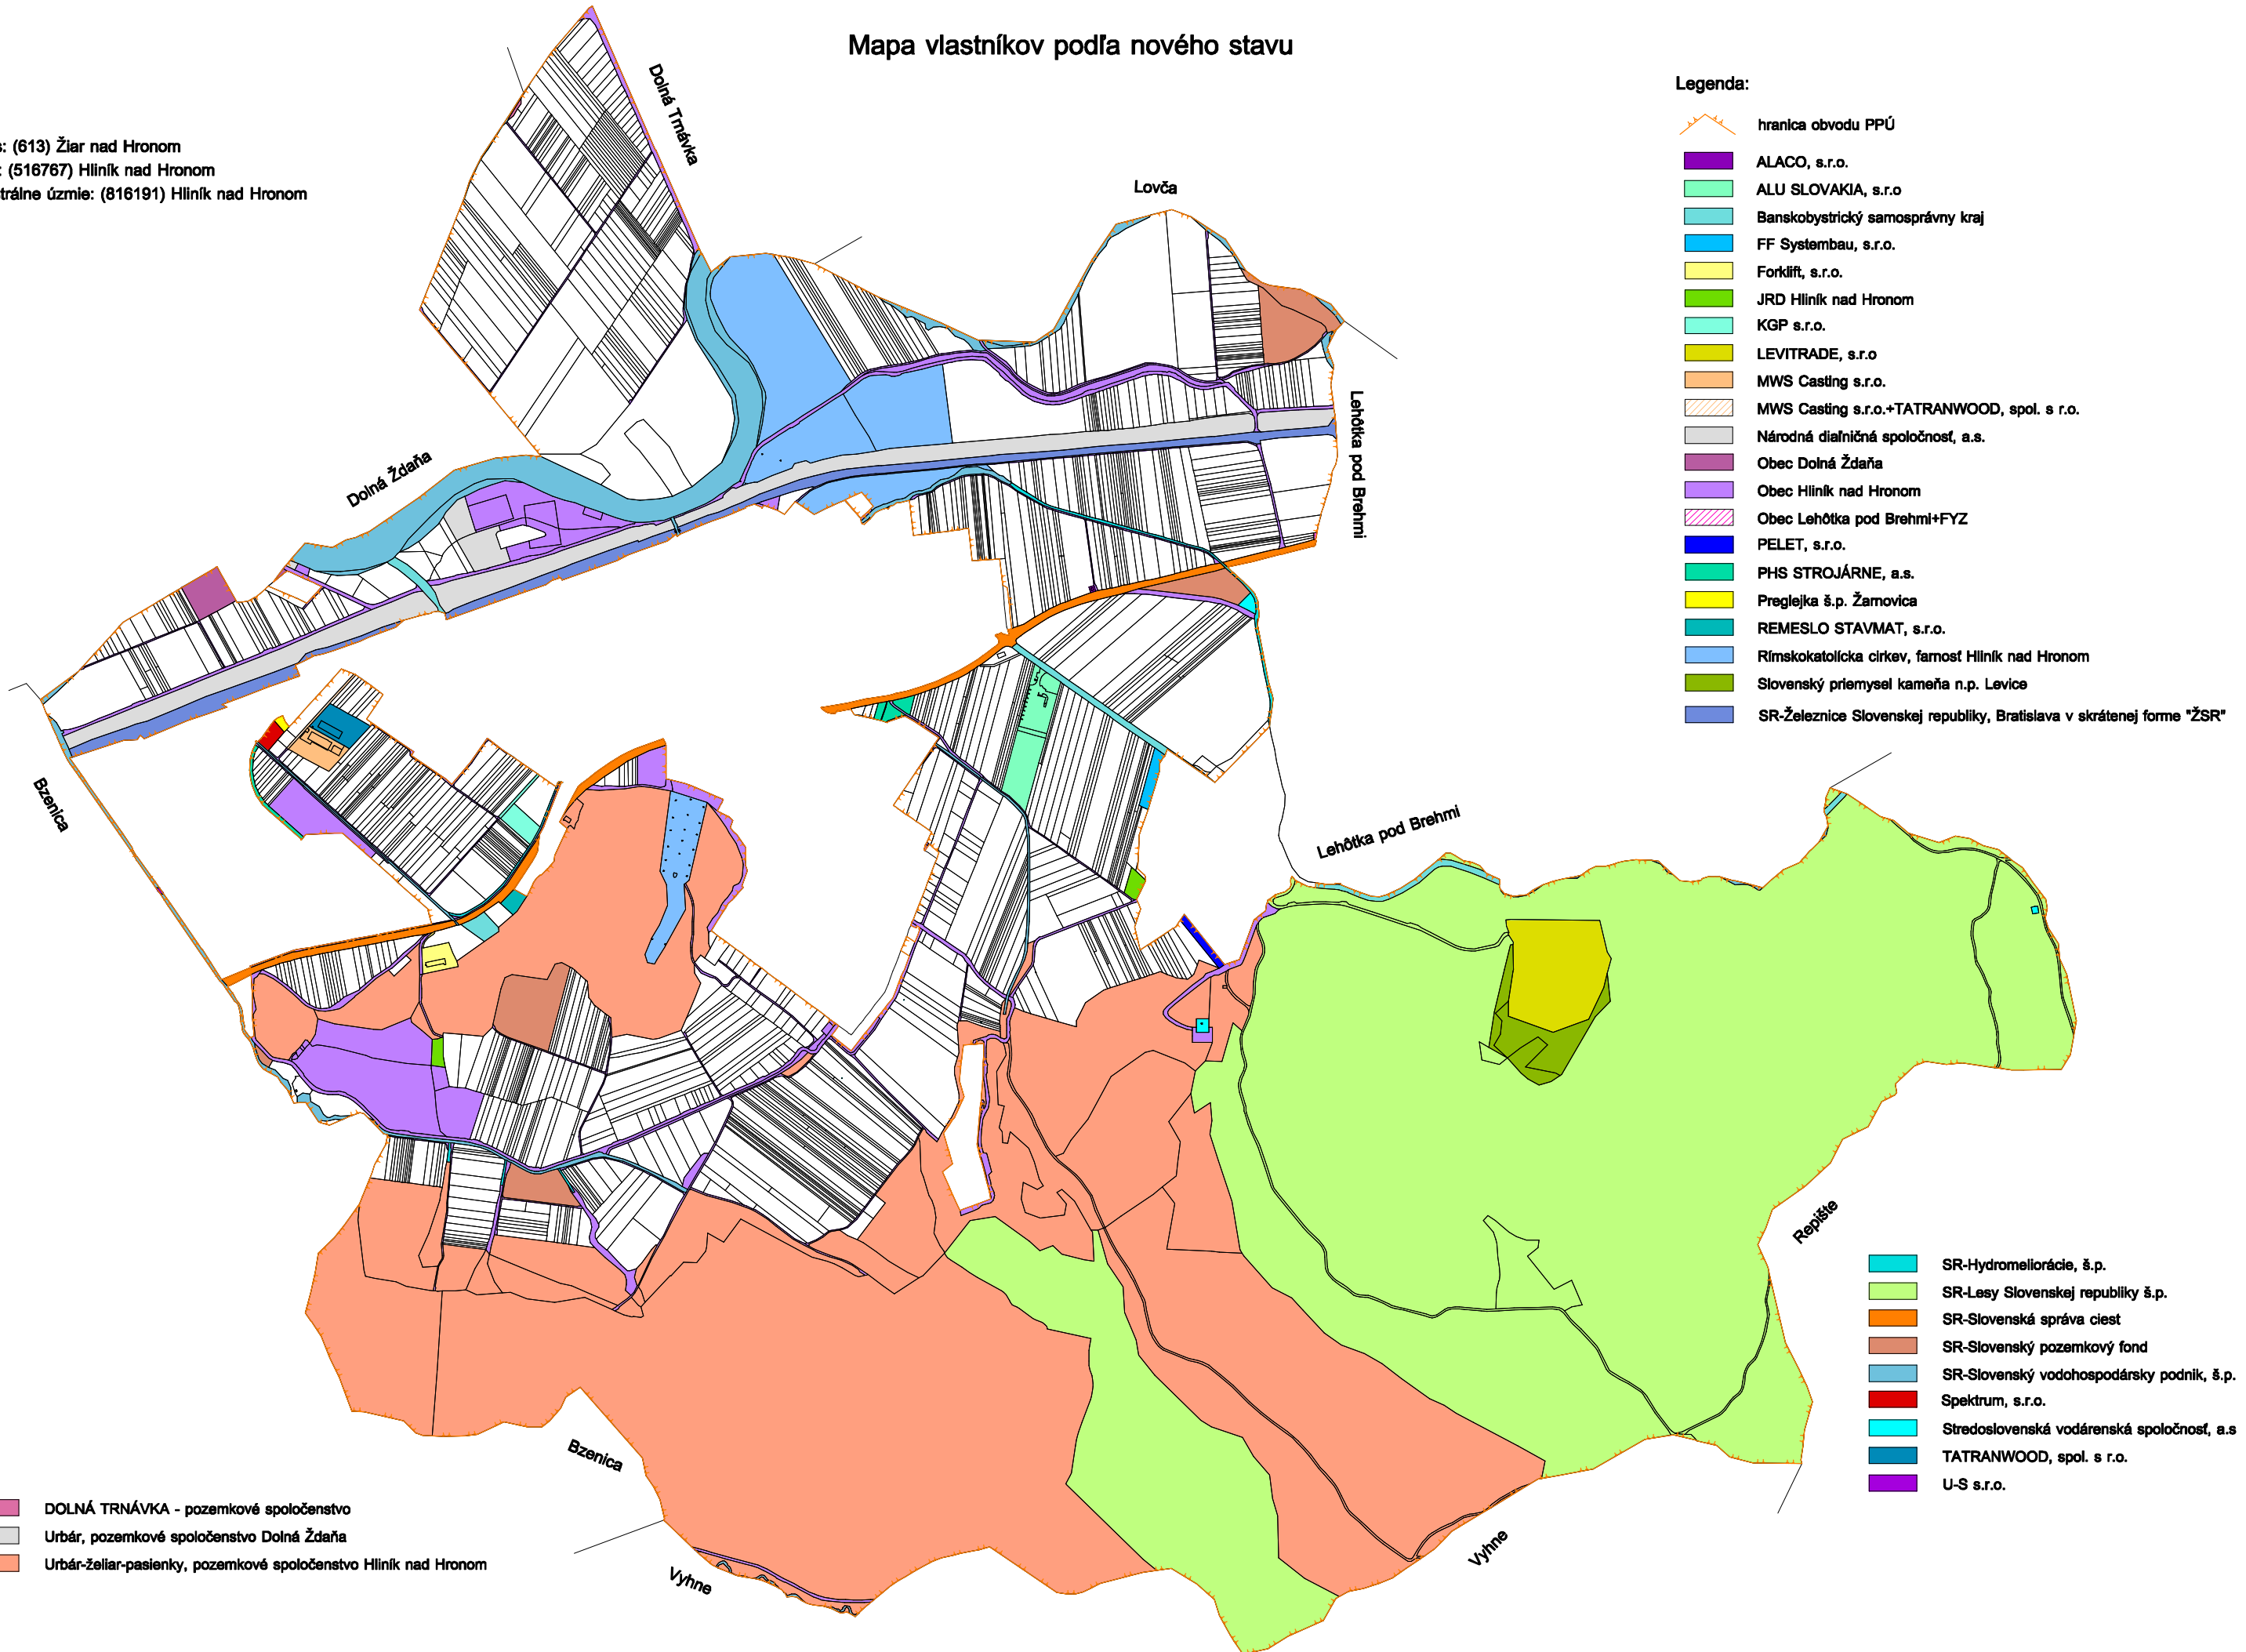 Mapa vlastníkov podľa nového stavu
s: (613) Žiar nad Hronom
: (516767) Hliník nad Hronom
trálne úzmie: (816191) Hliník nad Hronom
Dolná Trnávka
Lovča
Lehôtka pod Brehmi
Dolná Ždaňa
Bzenica
Lehôtka pod Brehmi
Repište
Bzenica
Vyhne
Vyhne
Legenda:
hranica obvodu PPÚ
ALACO, s.r.o.
ALU SLOVAKIA, s.r.o
Banskobystrický samosprávny kraj
FF Systembau, s.r.o.
Forklift, s.r.o.
JRD Hliník nad Hronom
KGP s.r.o.
LEVITRADE, s.r.o
MWS Casting s.r.o.
MWS Casting s.r.o.+TATRANWOOD, spol. s r.o.
Národná diaľničná spoločnosť, a.s.
Obec Dolná Ždaňa
Obec Hliník nad Hronom
Obec Lehôtka pod Brehmi+FYZ
PELET, s.r.o.
PHS STROJÁRNE, a.s.
Preglejka š.p. Žarnovica
REMESLO STAVMAT, s.r.o.
Rímskokatolícka cirkev, farnosť Hliník nad Hronom
Slovenský priemysel kameňa n.p. Levice
SR-Železnice Slovenskej republiky, Bratislava v skrátenej forme "ŽSR"
SR-Hydromeliorácie, š.p.
SR-Lesy Slovenskej republiky š.p.
SR-Slovenská správa ciest
SR-Slovenský pozemkový fond
SR-Slovenský vodohospodársky podnik, š.p.
Spektrum, s.r.o.
Stredoslovenská vodárenská spoločnosť, a.s
TATRANWOOD, spol. s r.o.
U-S s.r.o.
DOLNÁ TRNÁVKA - pozemkové spoločenstvo
Urbár, pozemkové spoločenstvo Dolná Ždaňa
Urbár-želiar-pasienky, pozemkové spoločenstvo Hliník nad Hronom